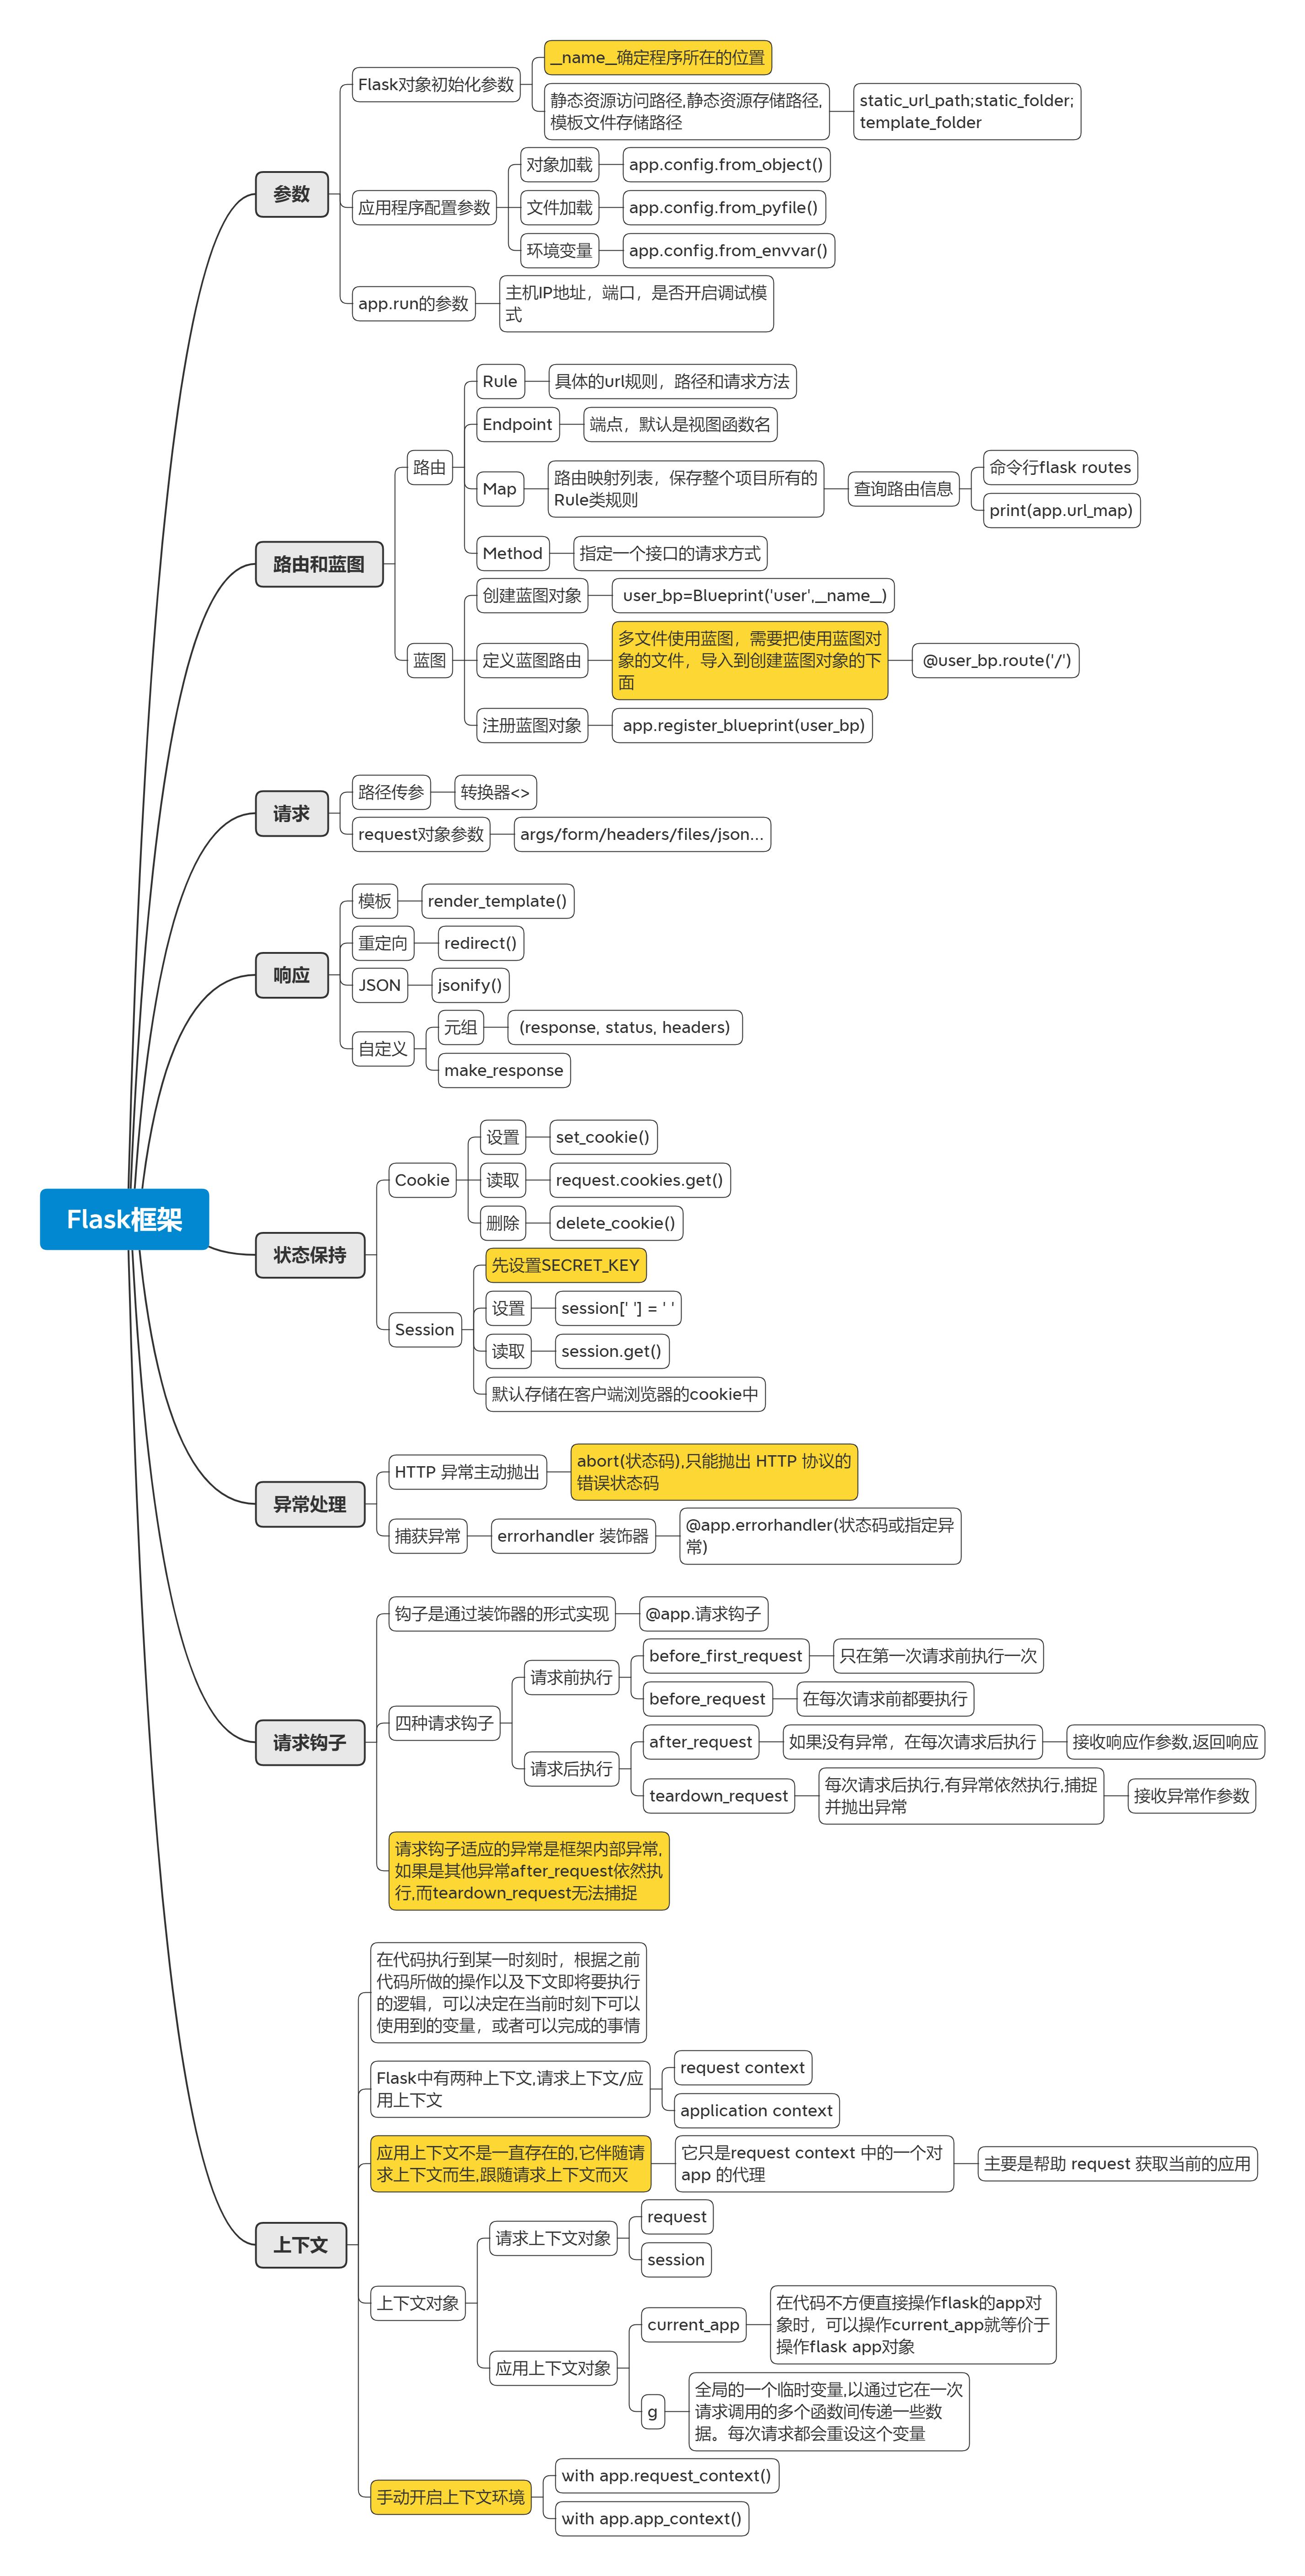 Flask框架
参数
Flask对象初始化参数
__name__确定程序所在的位置
静态资源访问路径,静态资源存储路径,
模板文件存储路径
static_url_path;static_folder;
template_folder
应用程序配置参数
对象加载
app.config.from_object()
文件加载
app.config.from_pyfile()
环境变量
app.config.from_envvar()
app.run的参数
主机IP地址，端口，是否开启调试模
式
路由和蓝图
路由
Rule
具体的url规则，路径和请求方法
Endpoint
端点，默认是视图函数名
Map
路由映射列表，保存整个项目所有的
Rule类规则
查询路由信息
命令行flask routes
print(app.url_map)
Method
指定一个接口的请求方式
蓝图
创建蓝图对象
user_bp=Blueprint('user',__name__)
定义蓝图路由
多文件使用蓝图，需要把使用蓝图对
象的文件，导入到创建蓝图对象的下
面
@user_bp.route('/')
注册蓝图对象
app.register_blueprint(user_bp)
请求
路径传参
转换器<>
request对象参数
args/form/headers/files/json...
响应
模板
render_template()
重定向
redirect()
JSON
jsonify()
自定义
元组
(response, status, headers)
make_response
状态保持
Cookie
设置
set_cookie()
读取
request.cookies.get()
删除
delete_cookie()
Session
先设置SECRET_KEY
设置
session[' '] = ' '
读取
session.get()
默认存储在客户端浏览器的cookie中
异常处理
HTTP 异常主动抛出
abort(状态码),只能抛出 HTTP 协议的
错误状态码
捕获异常
errorhandler 装饰器
@app.errorhandler(状态码或指定异
常)
请求钩子
钩子是通过装饰器的形式实现
@app.请求钩子
四种请求钩子
请求前执行
before_first_request
只在第一次请求前执行一次
before_request
在每次请求前都要执行
请求后执行
after_request
如果没有异常，在每次请求后执行
接收响应作参数,返回响应
teardown_request
每次请求后执行,有异常依然执行,捕捉
并抛出异常
接收异常作参数
请求钩子适应的异常是框架内部异常,
如果是其他异常after_request依然执
行,而teardown_request无法捕捉
上下文
在代码执行到某一时刻时，根据之前
代码所做的操作以及下文即将要执行
的逻辑，可以决定在当前时刻下可以
使用到的变量，或者可以完成的事情
Flask中有两种上下文,请求上下文/应
用上下文
request context
application context
应用上下文不是一直存在的,它伴随请
求上下文而生,跟随请求上下文而灭
它只是request context 中的一个对
app 的代理
主要是帮助 request 获取当前的应用
上下文对象
请求上下文对象
request
session
应用上下文对象
current_app
在代码不方便直接操作flask的app对
象时，可以操作current_app就等价于
操作flask app对象
g
全局的一个临时变量,以通过它在一次
请求调用的多个函数间传递一些数
据。每次请求都会重设这个变量
手动开启上下文环境
with app.request_context()
with app.app_context()